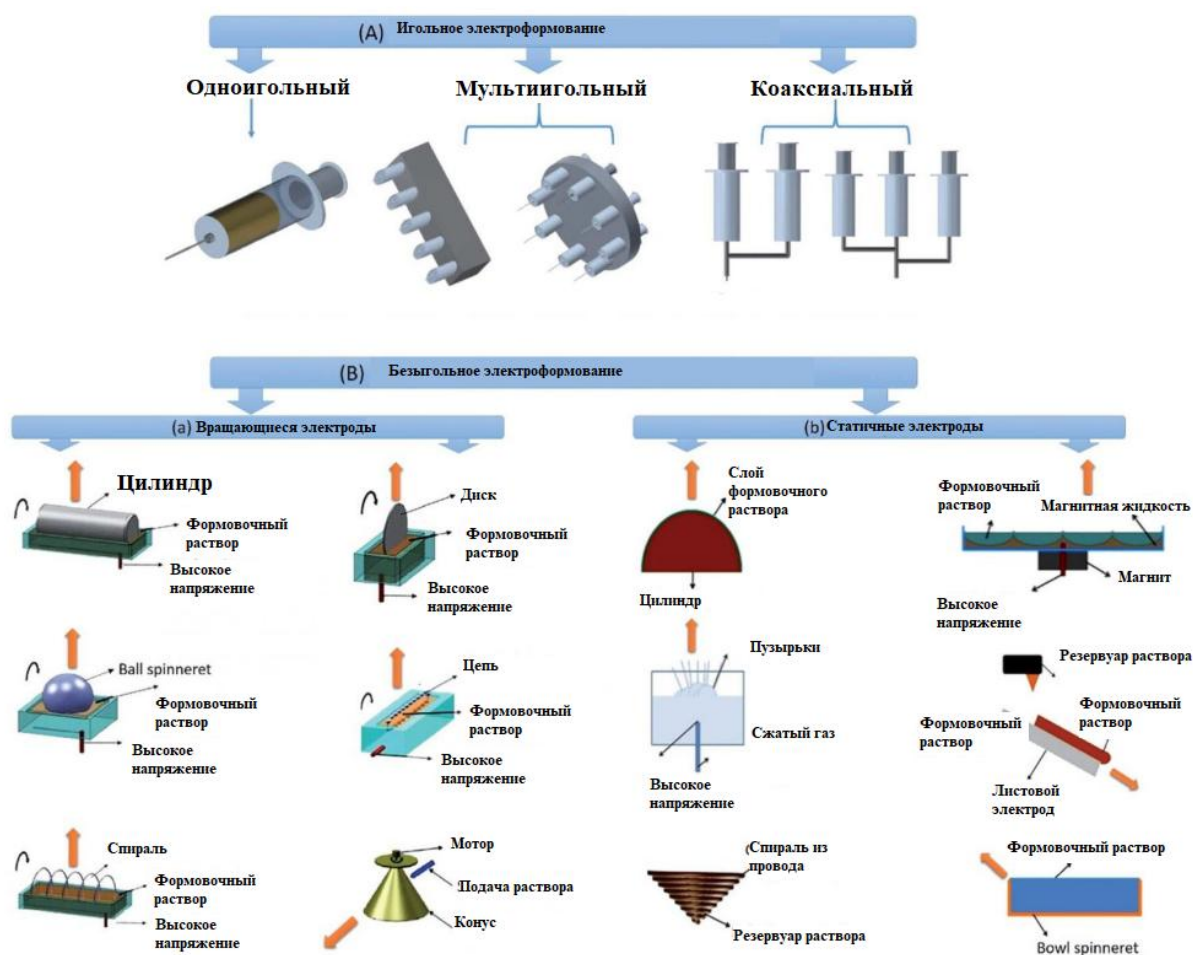 (A) Игольное электроформование
Одноигольный
Мультиигольный
Коаксиальный
(B) Безыгольное электроформование
(a) Вращающиеся электроды
(b) Статичные электроды
Цилиндр
Формовочный
раствор
Высокое
напряжение
Диск
Формовочный
раствор
Высокое
напряжение
Слой
формовочного
раствора
Цилиндр
Формовочный
раствор
Магнитная жидкость
Магнит
Высокое
напряжение
Ball spinneret
Формовочный
раствор
Высокое
напряжение
Цепь
Формовочный
раствор
Высокое
напряжение
Пузырьки
Сжатый газ
Высокое
напряжение
Резервуар раствора
Формовочный
раствор
Формовочный
раствор
Листовой
электрод
Спираль
Формовочный
раствор
Высокое
напряжение
Мотор
Подача раствора
Конус
Спираль из
провода
Резервуар раствора
Формовочный раствор
Bowl spinneret